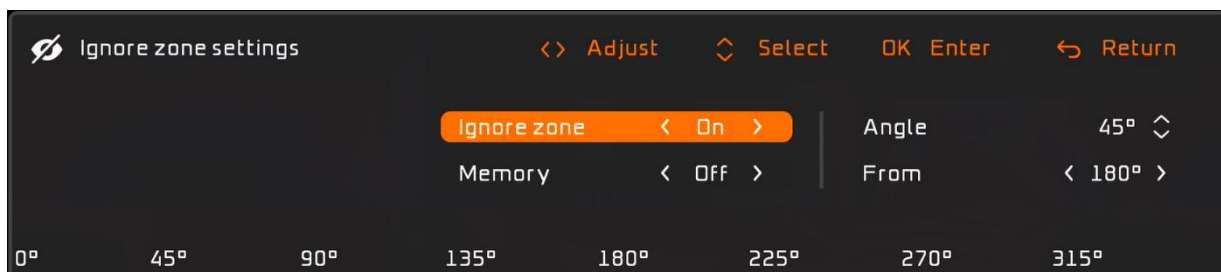 Ignore zone settings <> Adjust Select OK Enter Return
Ignore zone < On > Angle 45°
Memory < Off > From < 180° >
0° 45° 90° 135° 180° 225° 270° 315°